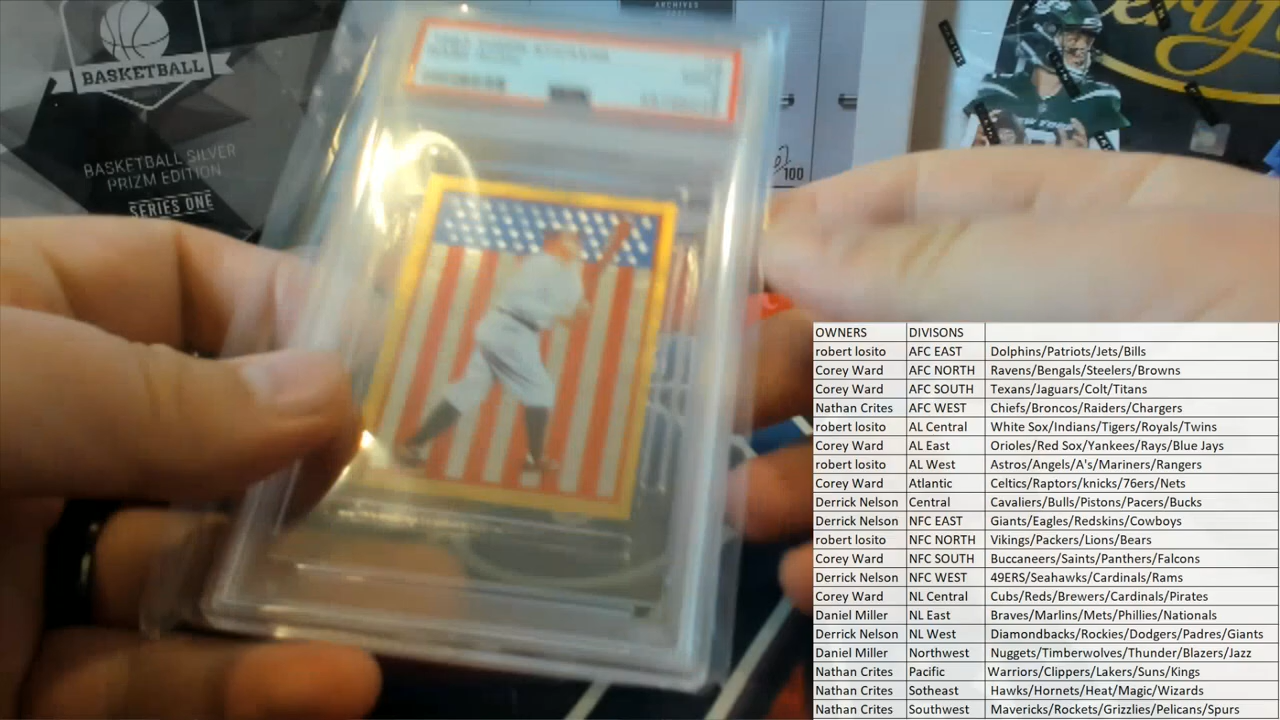 BASKETBALL
BASKETBALL SILVER
PRIZM EDITION
SERIES ONE
ARCHIVES
100
OWNERS DIVISONS
robert losito AFC EAST Dolphins/Patriots/Jets/Bills
Corey Ward AFC NORTH Ravens/Bengals/Steelers/Browns
Corey Ward AFC SOUTH Texans/Jaguars/Colt/Titans
Nathan Crites AFC WEST Chiefs/Broncos/Raiders/Chargers
robert losito AL Central White Sox/Indians/Tigers/Royals/Twins
Corey Ward AL East Orioles/Red Sox/Yankees/Rays/Blue Jays
robert losito AL West Astros/Angels/A's/Mariners/Rangers
Corey Ward Atlantic Celtics/Raptors/knicks/76ers/Nets
Derrick Nelson Central Cavaliers/Bulls/Pistons/Pacers/Bucks
Derrick Nelson NFC EAST Giants/Eagles/Redskins/Cowboys
robert losito NFC NORTH Vikings/Packers/Lions/Bears
Corey Ward NFC SOUTH Buccaneers/Saints/Panthers/Falcons
Derrick Nelson NFC WEST 49ERS/Seahawks/Cardinals/Rams
Corey Ward NL Central Cubs/Reds/Brewers/Cardinals/Pirates
Daniel Miller NL East Braves/Marlins/Mets/Phillies/Nationals
Derrick Nelson NL West Diamondbacks/Rockies/Dodgers/Padres/Giants
Daniel Miller Northwest Nuggets/Timberwolves/Thunder/Blazers/Jazz
Nathan Crites Pacific Warriors/Clippers/Lakers/Suns/Kings
Nathan Crites Sotheast Hawks/Hornets/Heat/Magic/Wizards
Nathan Crites Southwest Mavericks/Rockets/Grizzlies/Pelicans/Spurs